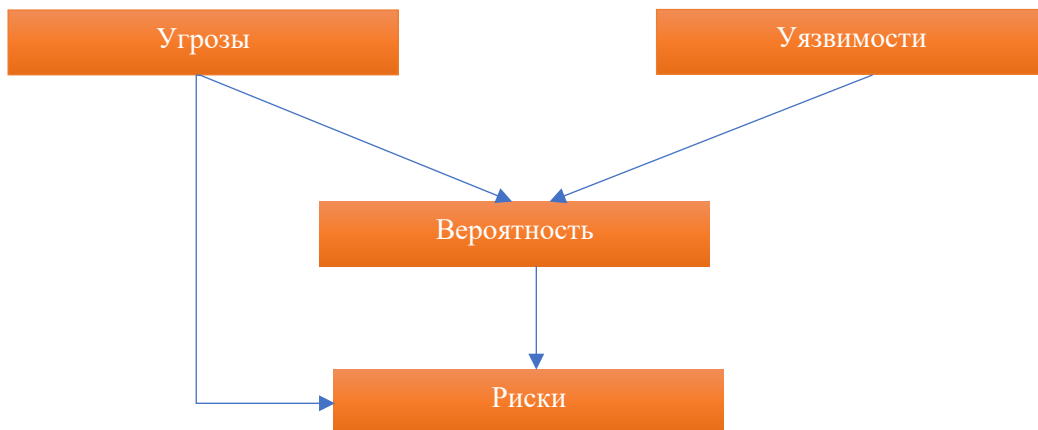 Угрозы
Уязвимости
Вероятность
Риски